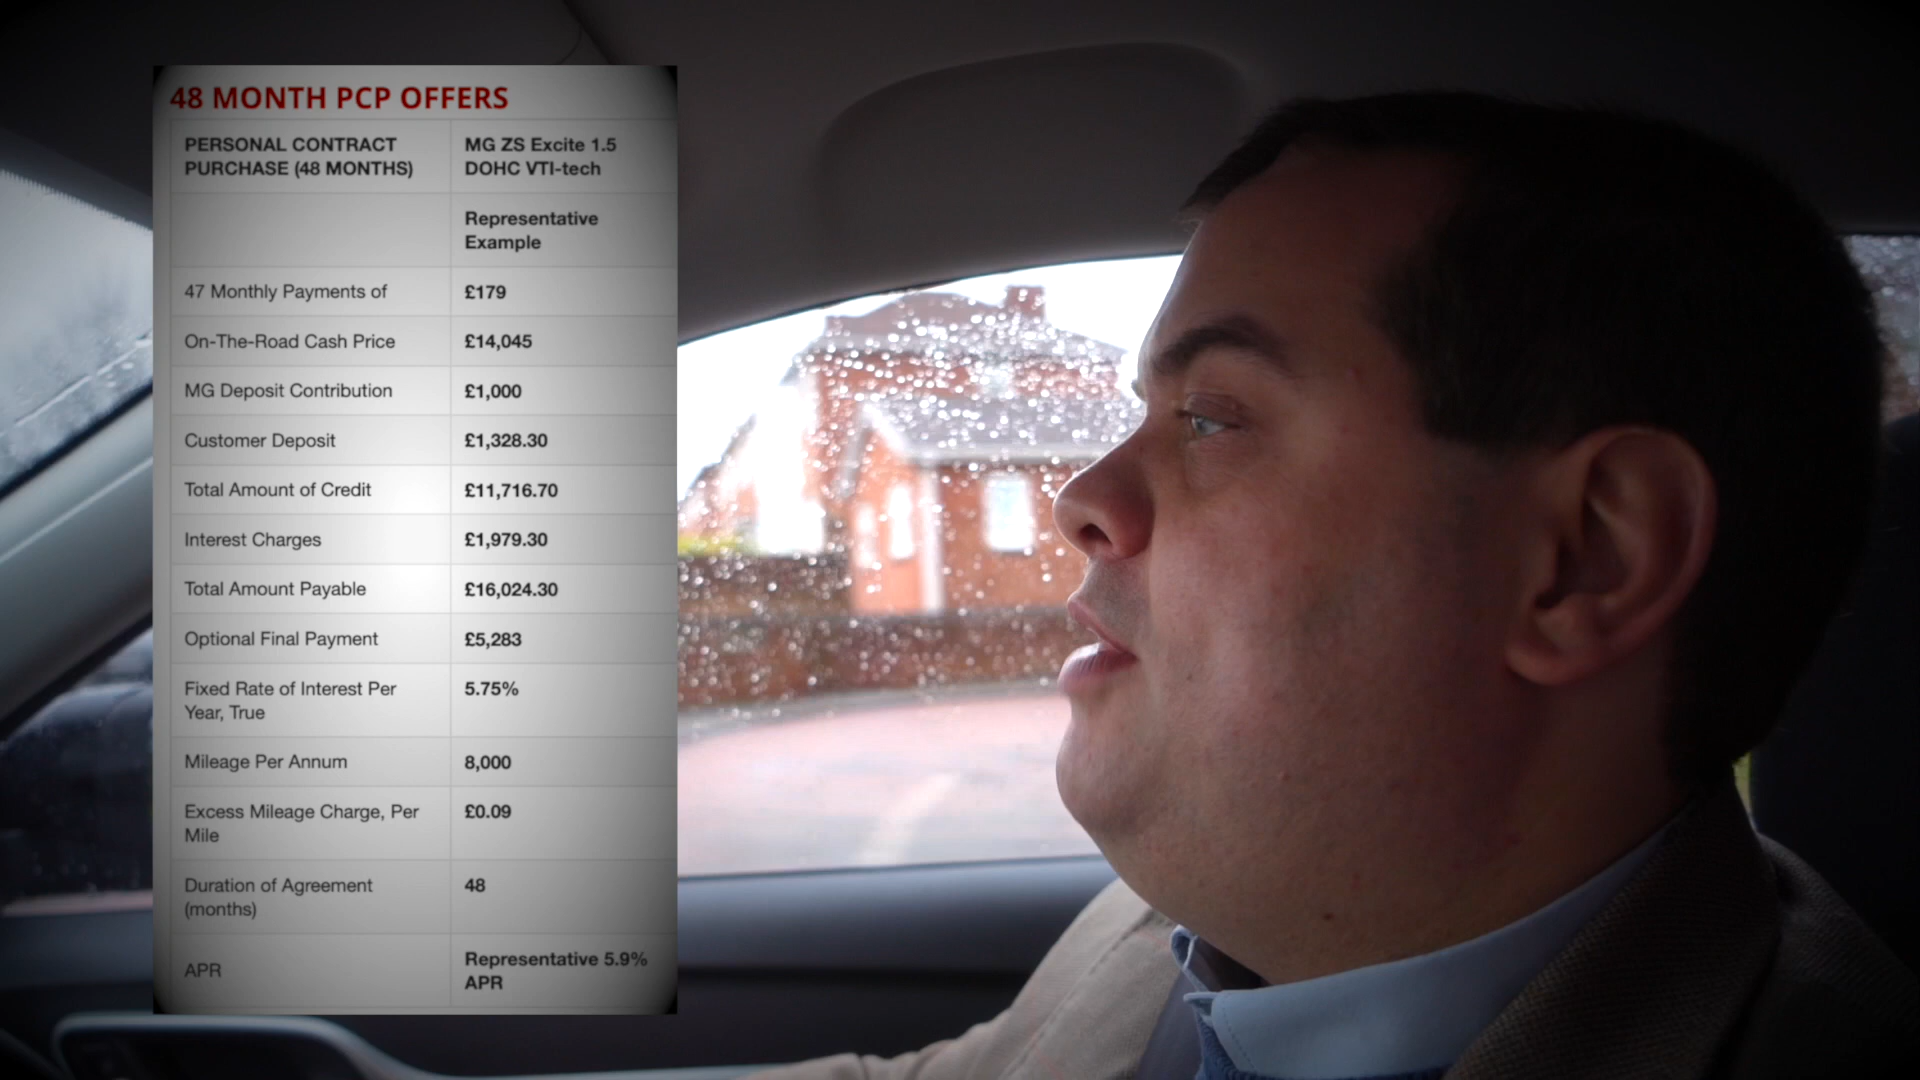 48 MONTH PCP OFFERS
PERSONAL CONTRACT
PURCHASE (48 MONTHS)
MG ZS Excite 1.5
DOHC VTI-tech
Representative
Example
47 Monthly Payments of
£179
On-The-Road Cash Price
£14,045
MG Deposit Contribution
£1,000
Customer Deposit
£1,328.30
Total Amount of Credit
£11,716.70
Interest Charges
£1,979.30
Total Amount Payable
£16,024.30
Optional Final Payment
£5,283
Fixed Rate of Interest Per
Year, True
5.75%
Mileage Per Annum
8,000
Excess Mileage Charge, Per
Mile
£0.09
Duration of Agreement
(months)
48
APR
Representative 5.9%
APR